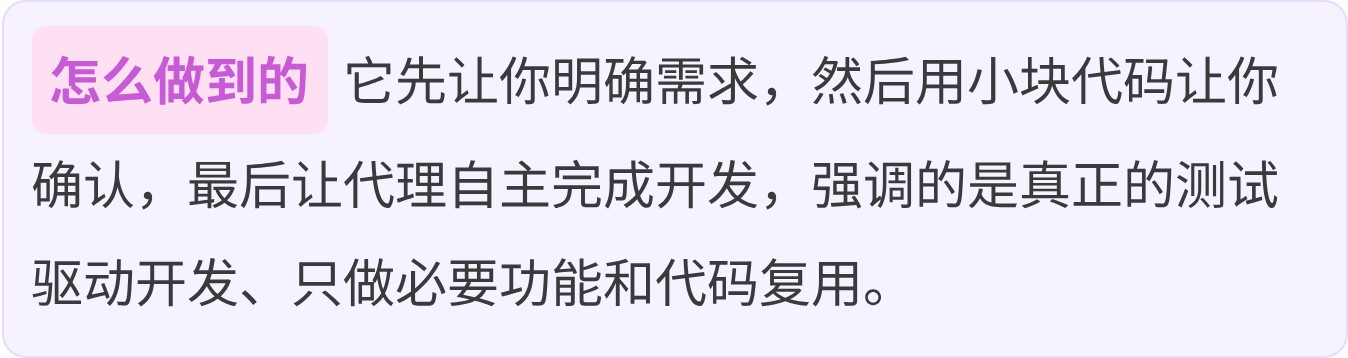 怎么做到的 它先让你明确需求，然后用小块代码让你
确认，最后让代理自主完成开发，强调的是真正的测试
驱动开发、只做必要功能和代码复用。